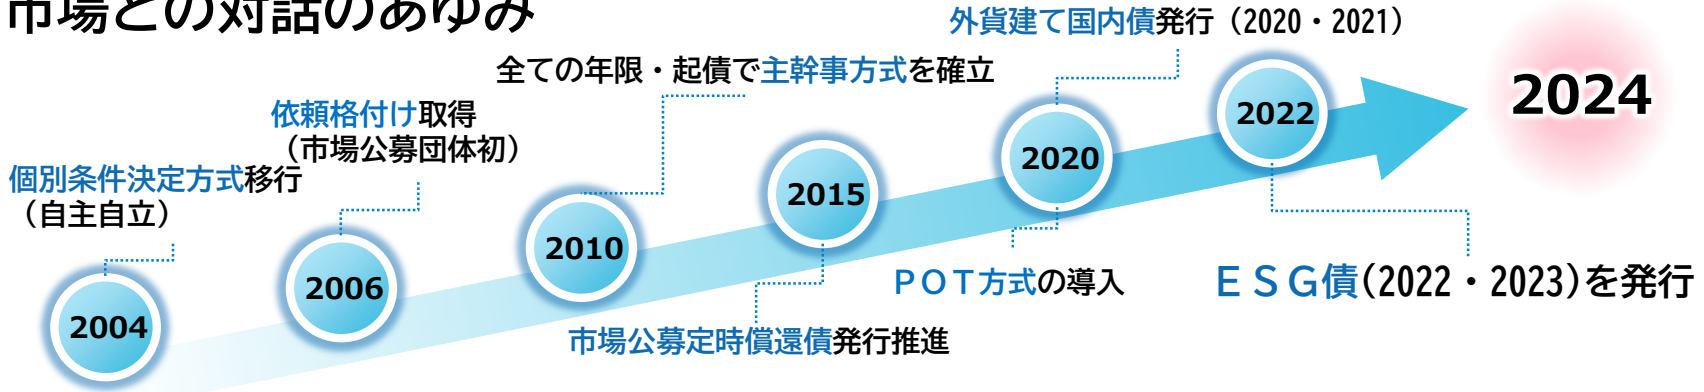 市場との対話のあゆみ
外貨建て国内債発行（2020・2021）
全ての年限・起債で主幹事方式を確立
依頼格付け取得
（市場公募団体初）
個別条件決定方式移行
（自主自立）
2004
2006
2010
2015
2020
2022
2024
ＰＯＴ方式の導入
ＥＳＧ債(2022・2023)を発行
市場公募定時償還債発行推進